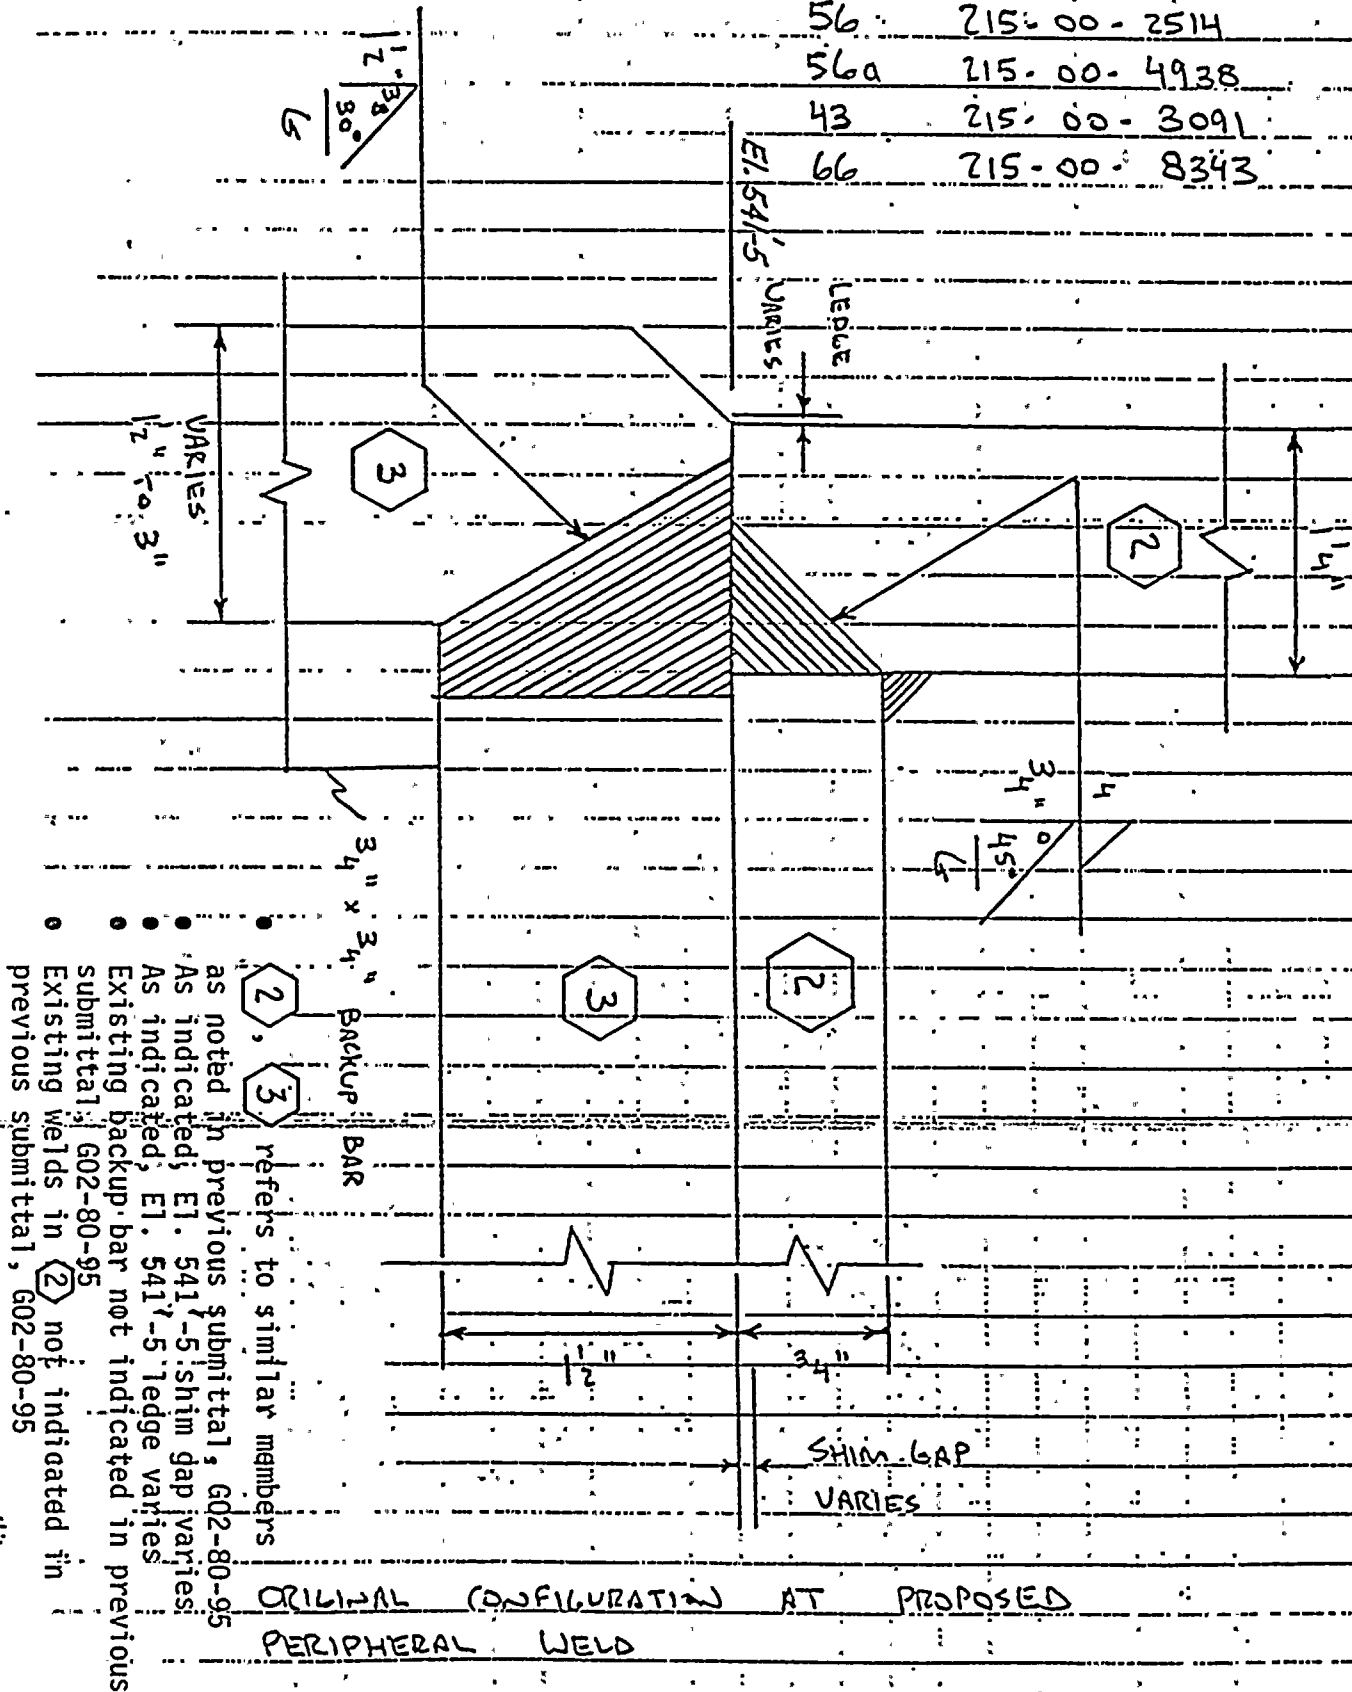 56 215-00-2514
56a 215-00-4938
43 215-00-3091
66 215-00-8343
1 1/2" 38
30°
G
El. 541'-5
LEDGE
VARIES
VARIES
1/2" TO 3"
3
2
1 1/4"
1/4
3/4" 0
45°
G
3/4" x 3/4" BACKUP BAR
3
2
1 1/2"
3/4"
SHIM GAP
VARIES
• 2, 3 refers to similar members
as noted in previous submittal, G02-80-95
• As indicated, El. 541'-5 shim gap varies
• As indicated, El. 541'-5 ledge varies
• Existing backup bar not indicated in previous
submittal, G02-80-95
• Existing welds in 2 not indicated in
previous submittal, G02-80-95
ORIGINAL CONFIGURATION AT PROPOSED
PERIPHERAL WELD